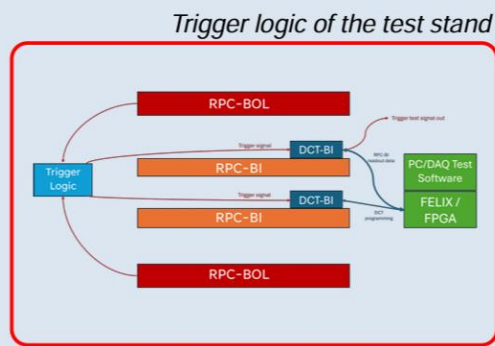 Trigger logic of the test stand
RPC-BOL
Trigger test signal out
Trigger signal
DCT-BI
RPC-BI
readout data
PC/DAQ Test
Software
Trigger
Logic
RPC-BI
Trigger signal
DCT-BI
FELIX /
FPGA
RPC-BI
DCT
programming
RPC-BOL